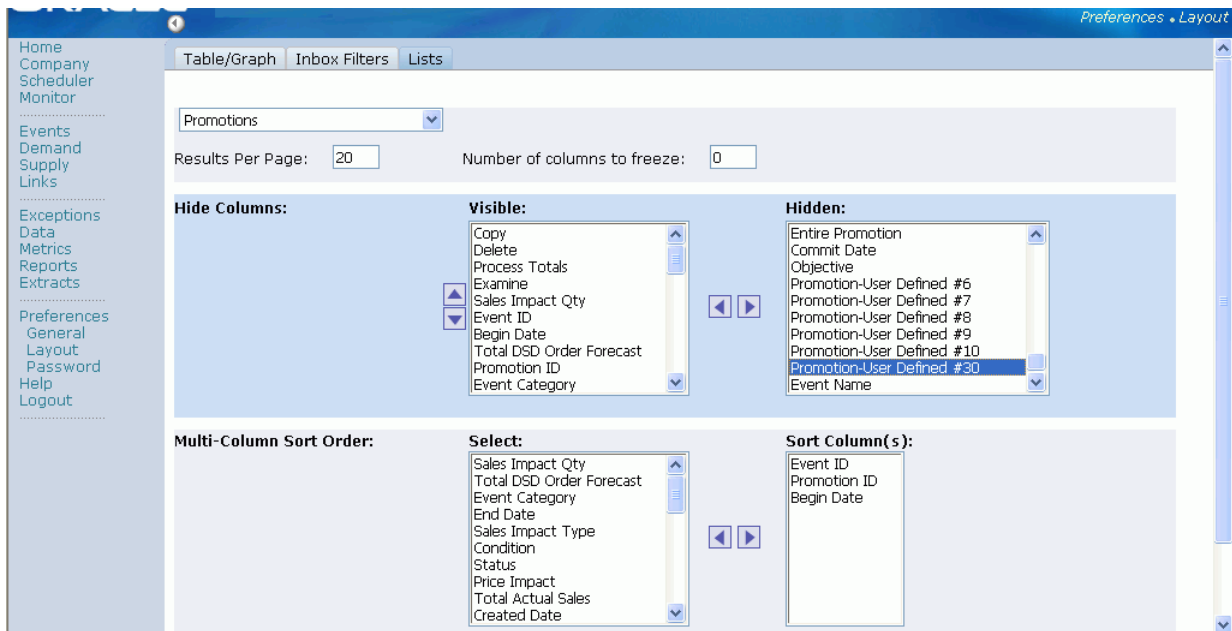 Preferences • Layout
Home
Company
Scheduler
Monitor
Events
Demand
Supply
Links
Exceptions
Data
Metrics
Reports
Extracts
Preferences
General
Layout
Password
Help
Logout
Table/Graph
Inbox Filters
Lists
Promotions
Results Per Page: 20
Number of columns to freeze: 0
Hide Columns:
Visible:
Copy
Delete
Process Totals
Examine
Sales Impact Qty
Event ID
Begin Date
Total DSD Order Forecast
Promotion ID
Event Category
Hidden:
Entire Promotion
Commit Date
Objective
Promotion-User Defined #6
Promotion-User Defined #7
Promotion-User Defined #8
Promotion-User Defined #9
Promotion-User Defined #10
Promotion-User Defined #30
Event Name
Multi-Column Sort Order:
Select:
Sales Impact Qty
Total DSD Order Forecast
Event Category
End Date
Sales Impact Type
Condition
Status
Price Impact
Total Actual Sales
Created Date
Sort Column(s):
Event ID
Promotion ID
Begin Date